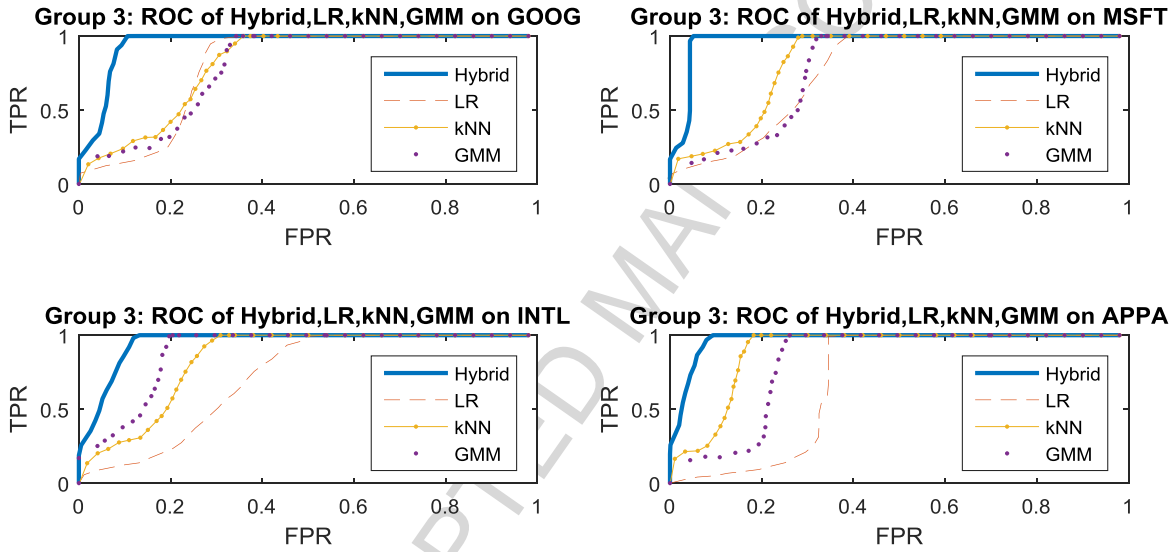 Group 3: ROC of Hybrid,LR,kNN,GMM on GOOG
1
0.5
0
TPR
0 0.2 0.4 0.6 0.8 1
FPR
Hybrid
LR
kNN
GMM
Group 3: ROC of Hybrid,LR,kNN,GMM on MSFT
1
0.5
0
TPR
0 0.2 0.4 0.6 0.8 1
FPR
Hybrid
LR
kNN
GMM
Group 3: ROC of Hybrid,LR,kNN,GMM on INTL
1
0.5
0
TPR
0 0.2 0.4 0.6 0.8 1
FPR
Hybrid
LR
kNN
GMM
Group 3: ROC of Hybrid,LR,kNN,GMM on APPA
1
0.5
0
TPR
0 0.2 0.4 0.6 0.8 1
FPR
Hybrid
LR
kNN
GMM
PTED MA